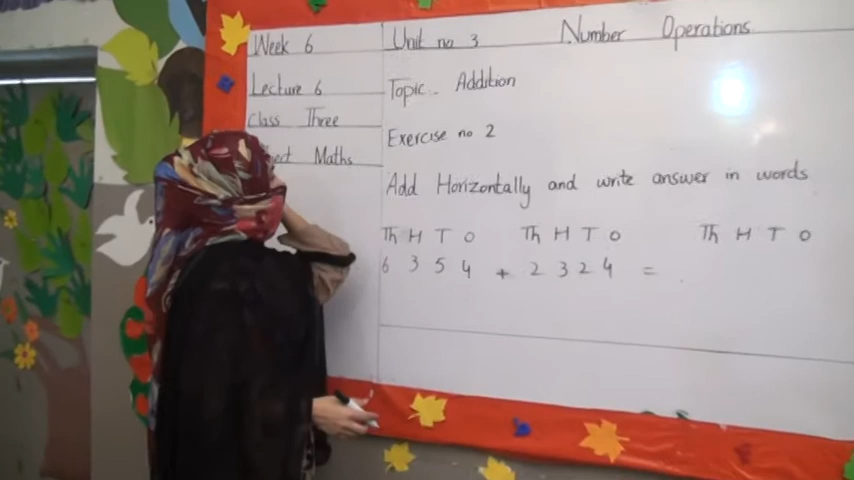 Week 6
Unit no 3 Number Operations
Lecture 6
Topic - Addition
Class Three
Exercise no 2
Maths
Add Horizontally and write answer in words
Th H T O Th H T O Th H T O
6 3 5 4 + 2 3 2 4 =